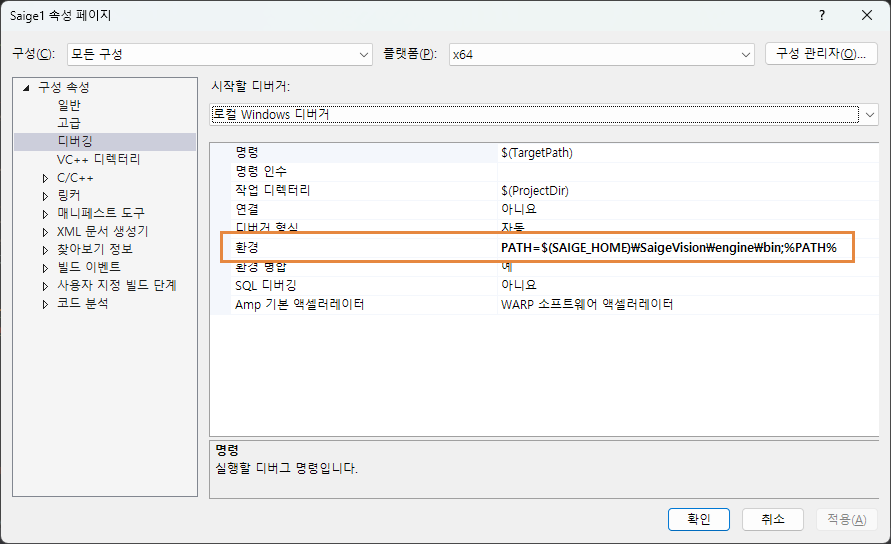 Saige1 속성 페이지
구성(C): 모든 구성 플랫폼(P): x64 구성 관리자(O)...
구성 속성
일반
고급
디버깅
VC++ 디렉터리
C/C++
링커
매니페스트 도구
XML 문서 생성기
찾아보기 정보
빌드 이벤트
사용자 지정 빌드 단계
코드 분석
시작할 디버거:
로컬 Windows 디버거
명령 $(TargetPath)
명령 인수
작업 디렉터리 $(ProjectDir)
연결 아니요
디버거 형식 자동
환경 PATH=$(SAIGE_HOME)₩SaigeVision₩engine₩bin;%PATH%
환경 병합 예
SQL 디버깅 아니요
Amp 기본 액셀러레이터 WARP 소프트웨어 액셀러레이터
명령
실행할 디버그 명령입니다.
확인 취소 적용(A)